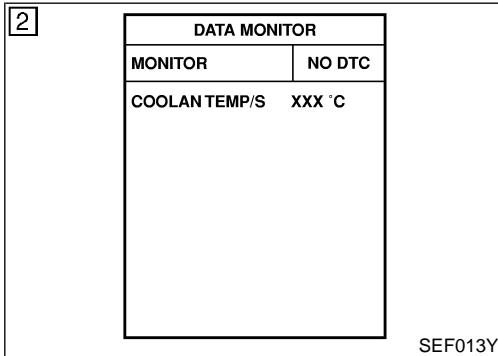 2
DATA MONITOR
MONITOR NO DTC
COOLAN TEMP/S XXX °C
SEF013Y